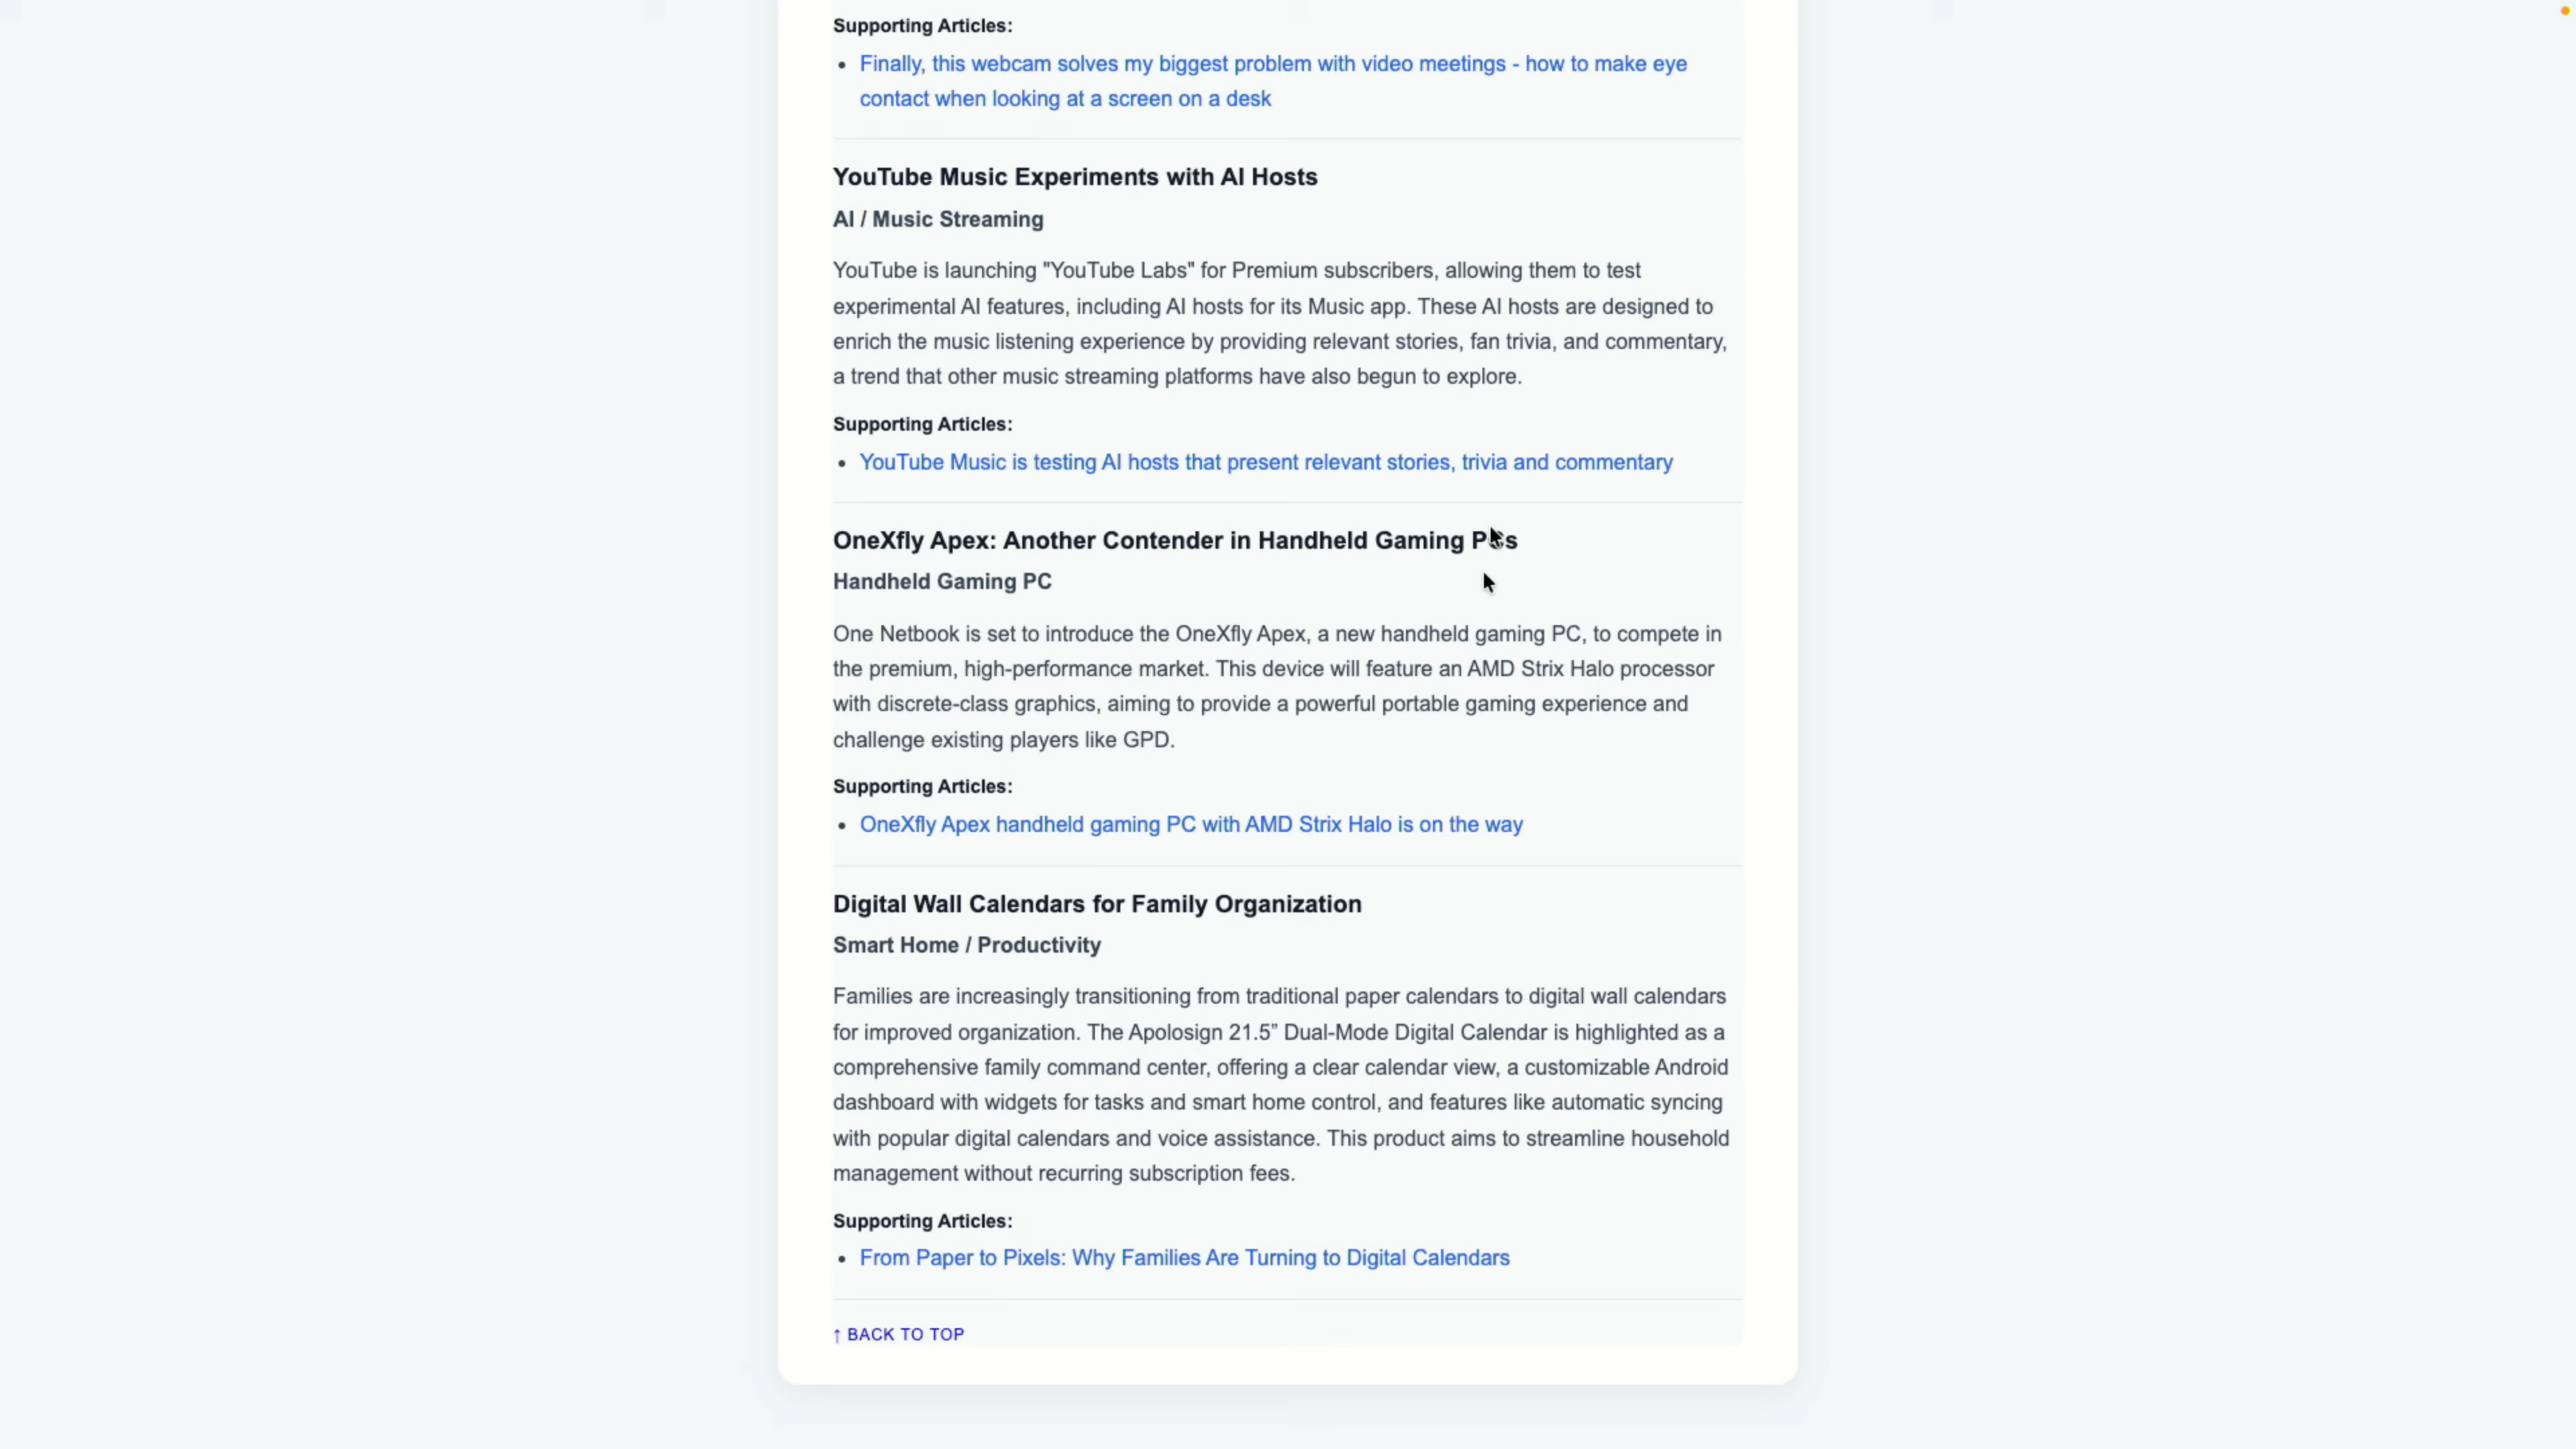 Supporting Articles:
• Finally, this webcam solves my biggest problem with video meetings - how to make eye
contact when looking at a screen on a desk
YouTube Music Experiments with AI Hosts
AI / Music Streaming
YouTube is launching "YouTube Labs" for Premium subscribers, allowing them to test
experimental AI features, including AI hosts for its Music app. These AI hosts are designed to
enrich the music listening experience by providing relevant stories, fan trivia, and commentary,
a trend that other music streaming platforms have also begun to explore.
Supporting Articles:
• YouTube Music is testing AI hosts that present relevant stories, trivia and commentary
OneXfly Apex: Another Contender in Handheld Gaming PCs
Handheld Gaming PC
One Netbook is set to introduce the OneXfly Apex, a new handheld gaming PC, to compete in
the premium, high-performance market. This device will feature an AMD Strix Halo processor
with discrete-class graphics, aiming to provide a powerful portable gaming experience and
challenge existing players like GPD.
Supporting Articles:
• OneXfly Apex handheld gaming PC with AMD Strix Halo is on the way
Digital Wall Calendars for Family Organization
Smart Home / Productivity
Families are increasingly transitioning from traditional paper calendars to digital wall calendars
for improved organization. The Apolosign 21.5” Dual-Mode Digital Calendar is highlighted as a
comprehensive family command center, offering a clear calendar view, a customizable Android
dashboard with widgets for tasks and smart home control, and features like automatic syncing
with popular digital calendars and voice assistance. This product aims to streamline household
management without recurring subscription fees.
Supporting Articles:
• From Paper to Pixels: Why Families Are Turning to Digital Calendars
↑ BACK TO TOP